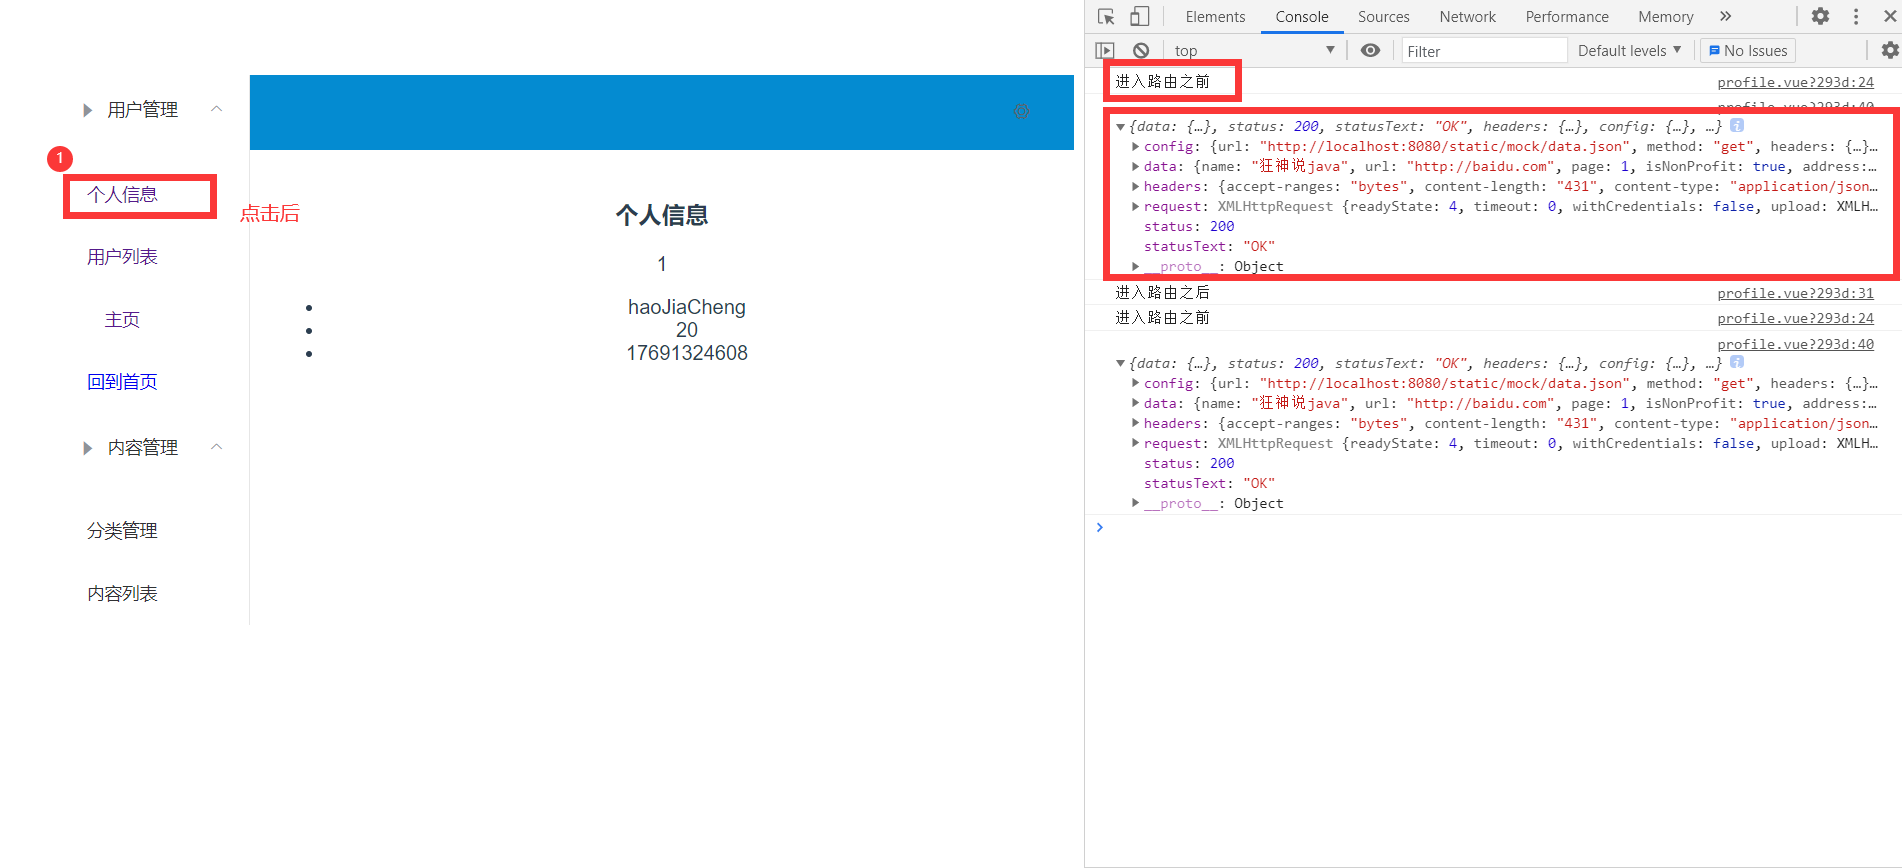 用户管理
1
个人信息
点击后
用户列表
主页
回到首页
内容管理
分类管理
内容列表
个人信息
1
haoJiaCheng
20
17691324608
Elements Console Sources Network Performance Memory
top Filter Default levels No Issues
进入路由之前 profile.vue?293d:24
profile.vue?293d:40
{data: {…}, status: 200, statusText: "OK", headers: {…}, config: {…}, …}
config: {url: "http://localhost:8080/static/mock/data.json", method: "get", headers: {…}…
data: {name: "狂神说java", url: "http://baidu.com", page: 1, isNonProfit: true, address:…
headers: {accept-ranges: "bytes", content-length: "431", content-type: "application/json…
request: XMLHttpRequest {readyState: 4, timeout: 0, withCredentials: false, upload: XMLH…
status: 200
statusText: "OK"
__proto__: Object
进入路由之后 profile.vue?293d:31
进入路由之前 profile.vue?293d:24
profile.vue?293d:40
{data: {…}, status: 200, statusText: "OK", headers: {…}, config: {…}, …}
config: {url: "http://localhost:8080/static/mock/data.json", method: "get", headers: {…}…
data: {name: "狂神说java", url: "http://baidu.com", page: 1, isNonProfit: true, address:…
headers: {accept-ranges: "bytes", content-length: "431", content-type: "application/json…
request: XMLHttpRequest {readyState: 4, timeout: 0, withCredentials: false, upload: XMLH…
status: 200
statusText: "OK"
__proto__: Object